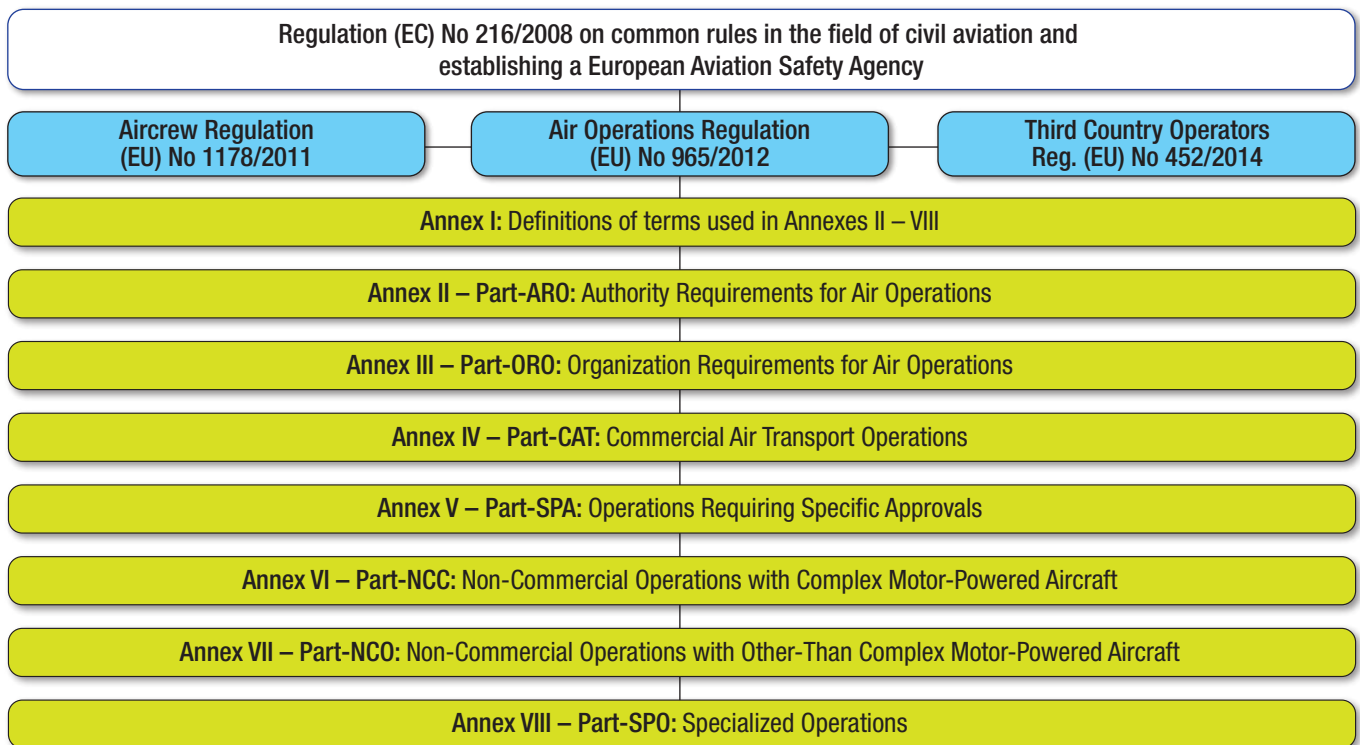 Regulation (EC) No 216/2008 on common rules in the field of civil aviation and
establishing a European Aviation Safety Agency
Aircrew Regulation
(EU) No 1178/2011
Air Operations Regulation
(EU) No 965/2012
Third Country Operators
Reg. (EU) No 452/2014
Annex I: Definitions of terms used in Annexes II – VIII
Annex II – Part-ARO: Authority Requirements for Air Operations
Annex III – Part-ORO: Organization Requirements for Air Operations
Annex IV – Part-CAT: Commercial Air Transport Operations
Annex V – Part-SPA: Operations Requiring Specific Approvals
Annex VI – Part-NCC: Non-Commercial Operations with Complex Motor-Powered Aircraft
Annex VII – Part-NCO: Non-Commercial Operations with Other-Than Complex Motor-Powered Aircraft
Annex VIII – Part-SPO: Specialized Operations